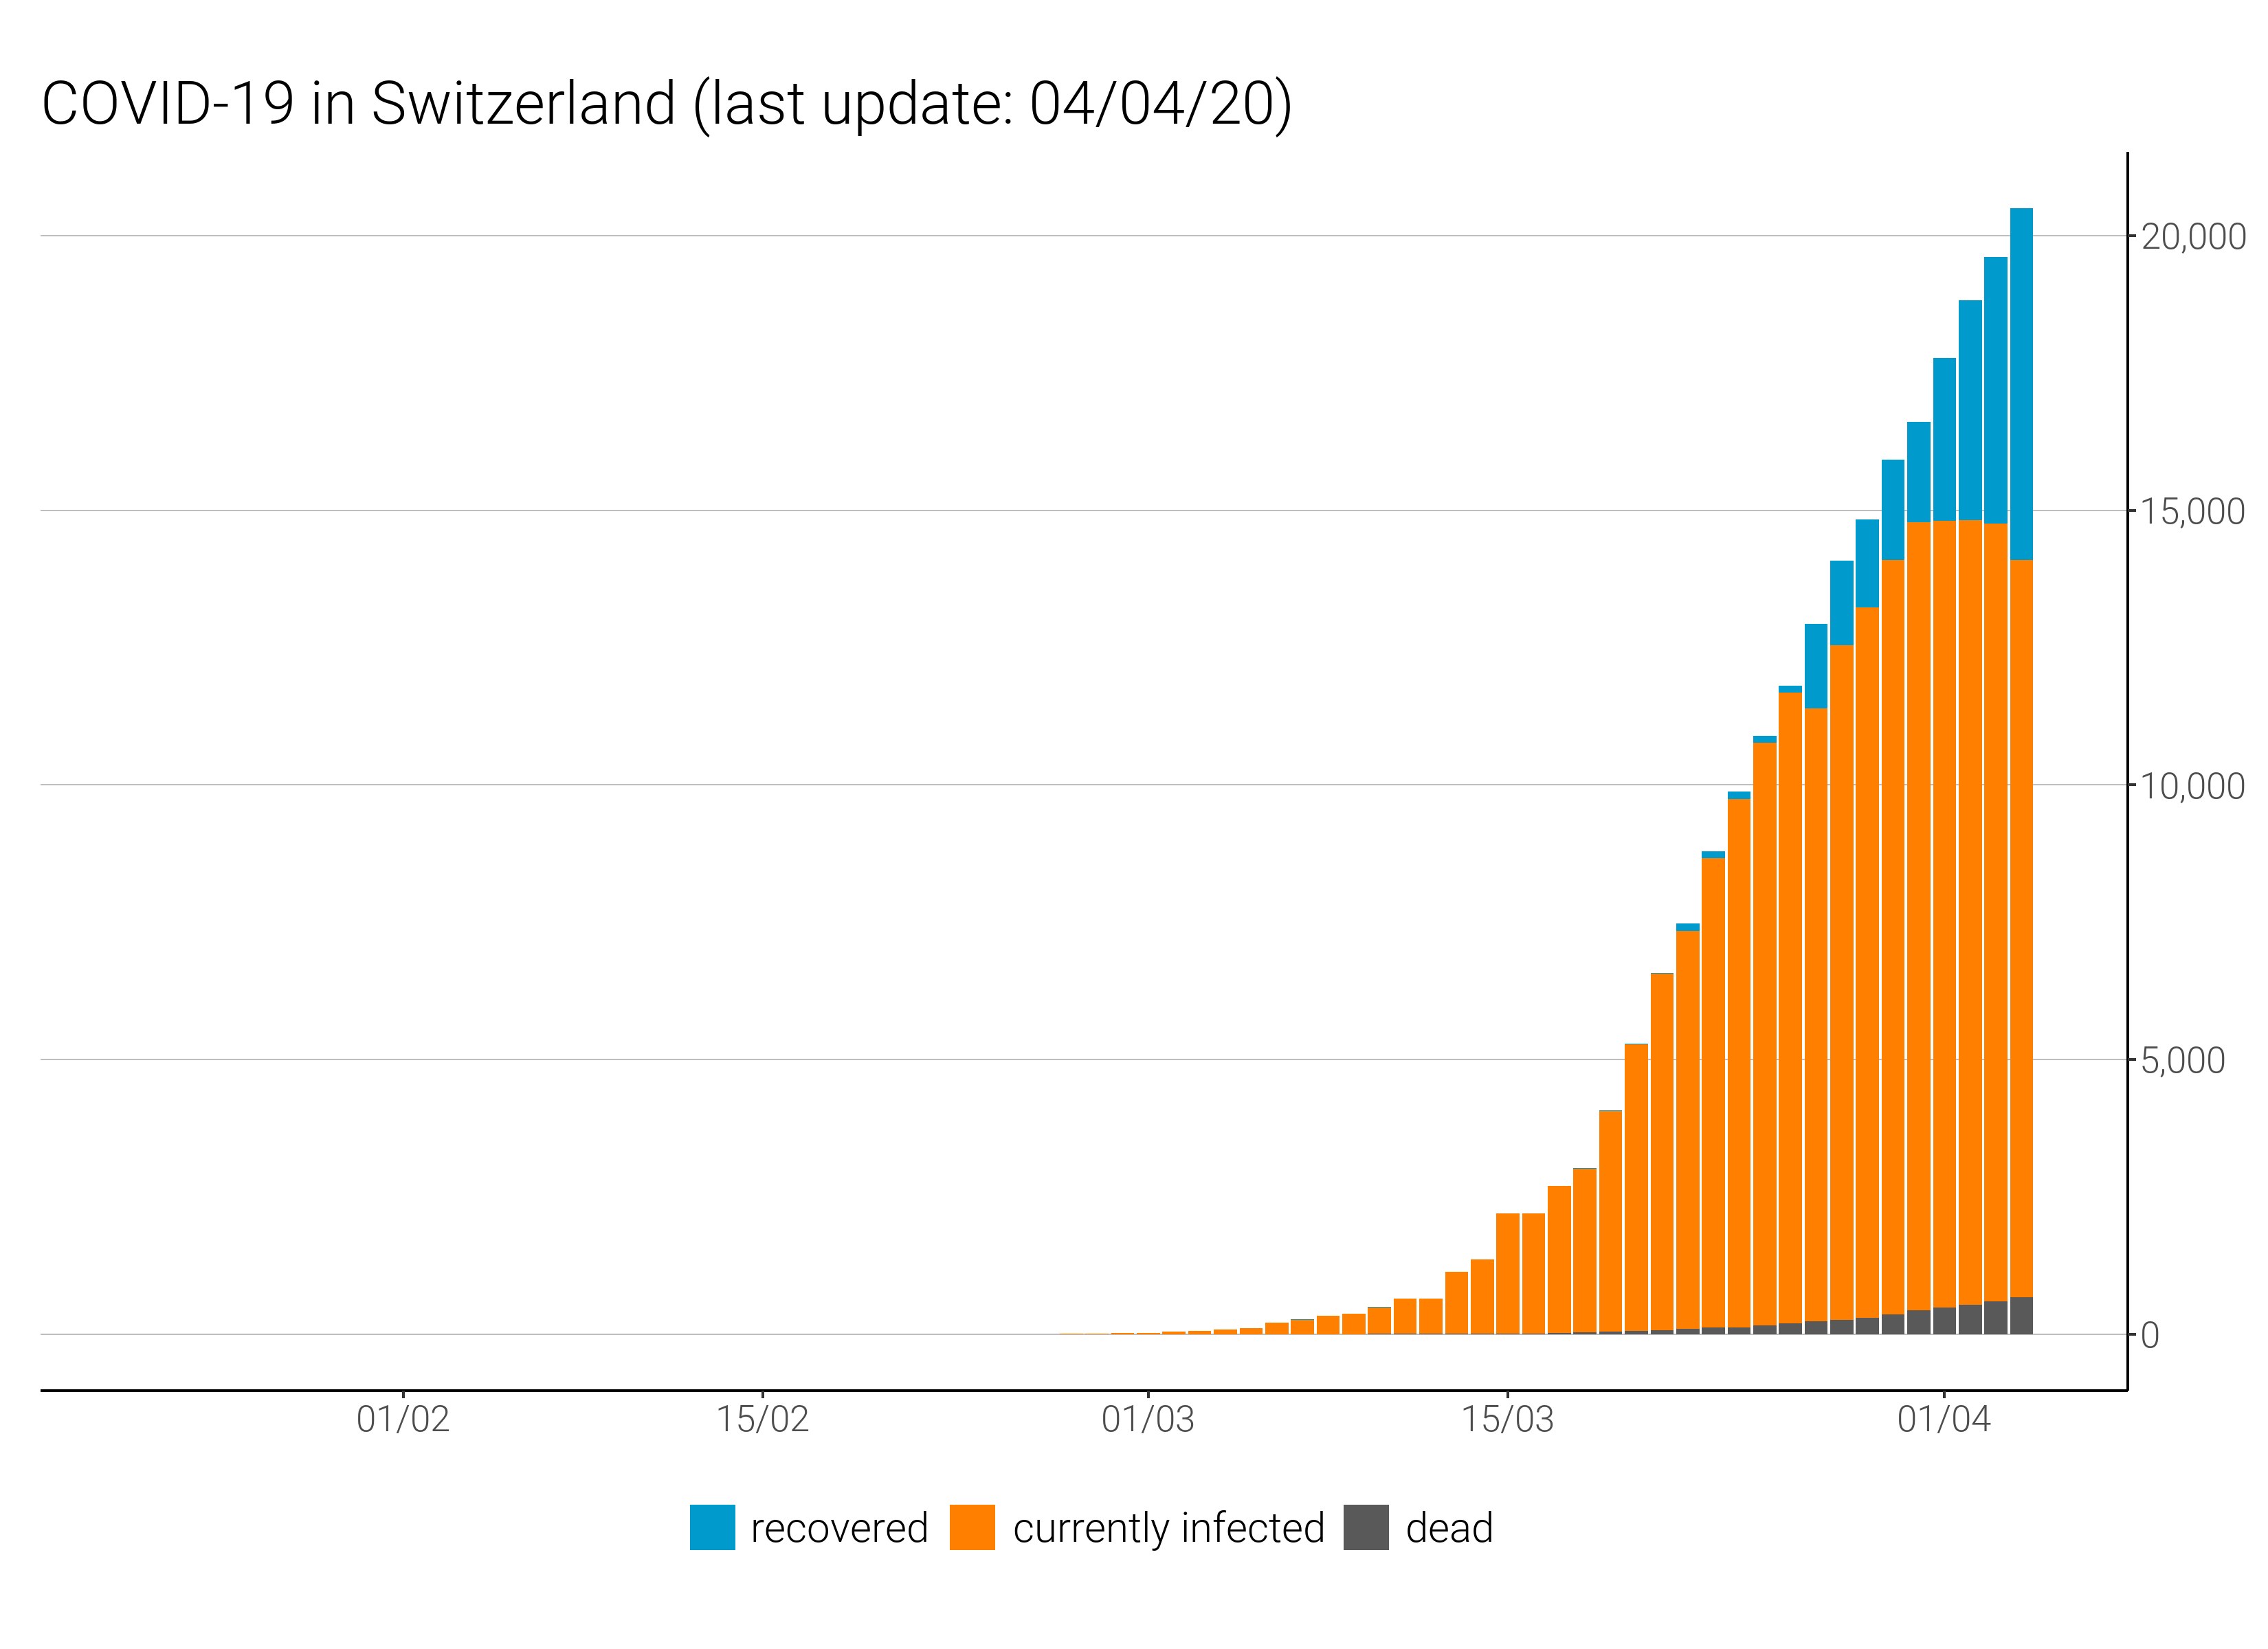 COVID-19 in Switzerland (last update: 04/04/20)
20,000
15,000
10,000
5,000
0
01/02 15/02 01/03 15/03 01/04
recovered currently infected dead